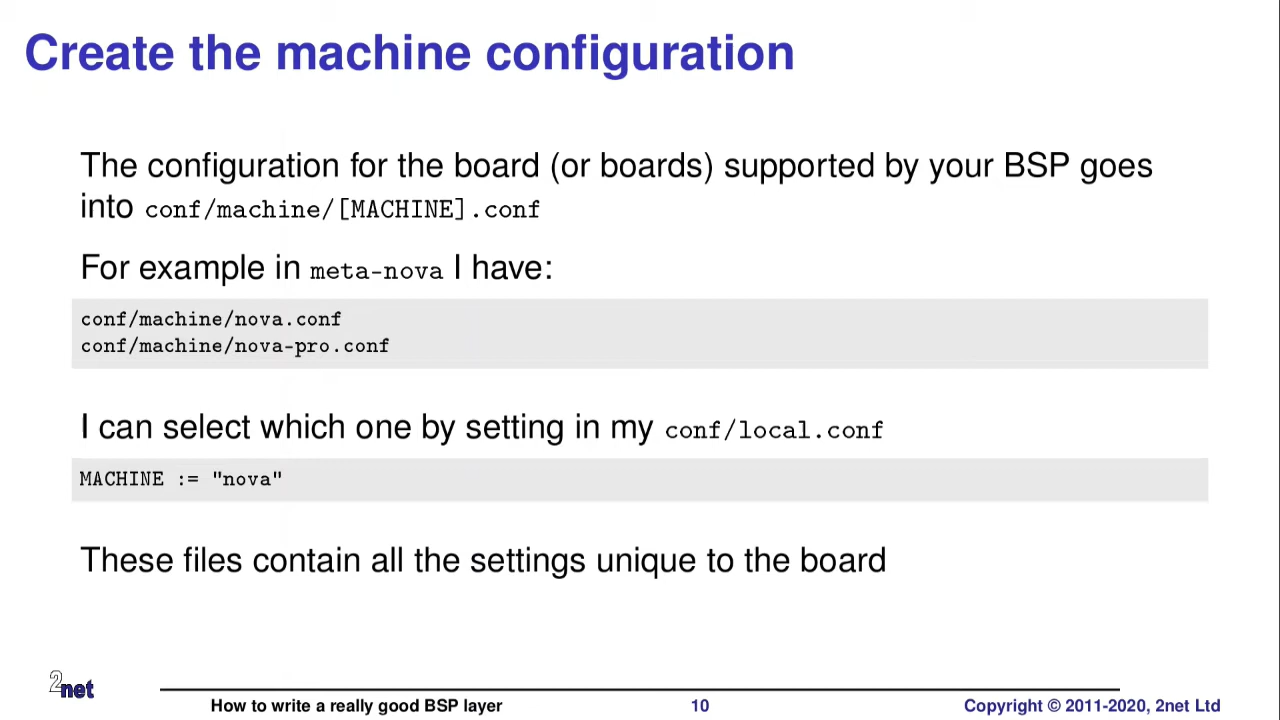 Create the machine configuration
The configuration for the board (or boards) supported by your BSP goes
into conf/machine/[MACHINE].conf
For example in meta-nova I have:
conf/machine/nova.conf
conf/machine/nova-pro.conf
I can select which one by setting in my conf/local.conf
MACHINE := "nova"
These files contain all the settings unique to the board
2net
How to write a really good BSP layer 10 Copyright © 2011-2020, 2net Ltd